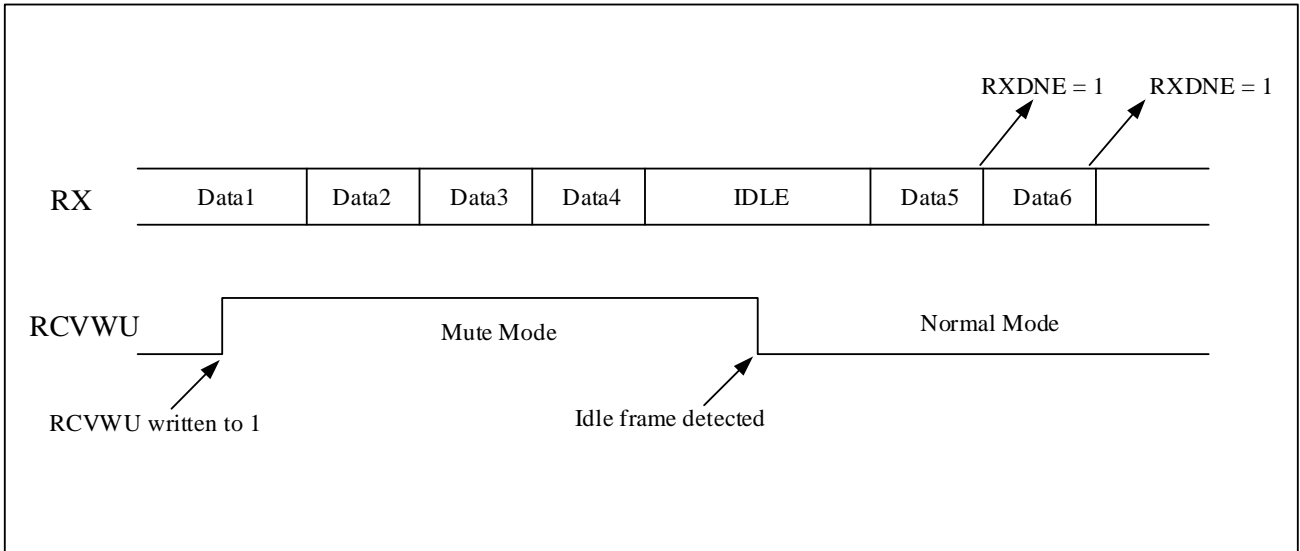 RXDNE = 1 RXDNE = 1
RX Data1 Data2 Data3 Data4 IDLE Data5 Data6
RCVWU Mute Mode Normal Mode
RCVWU written to 1 Idle frame detected